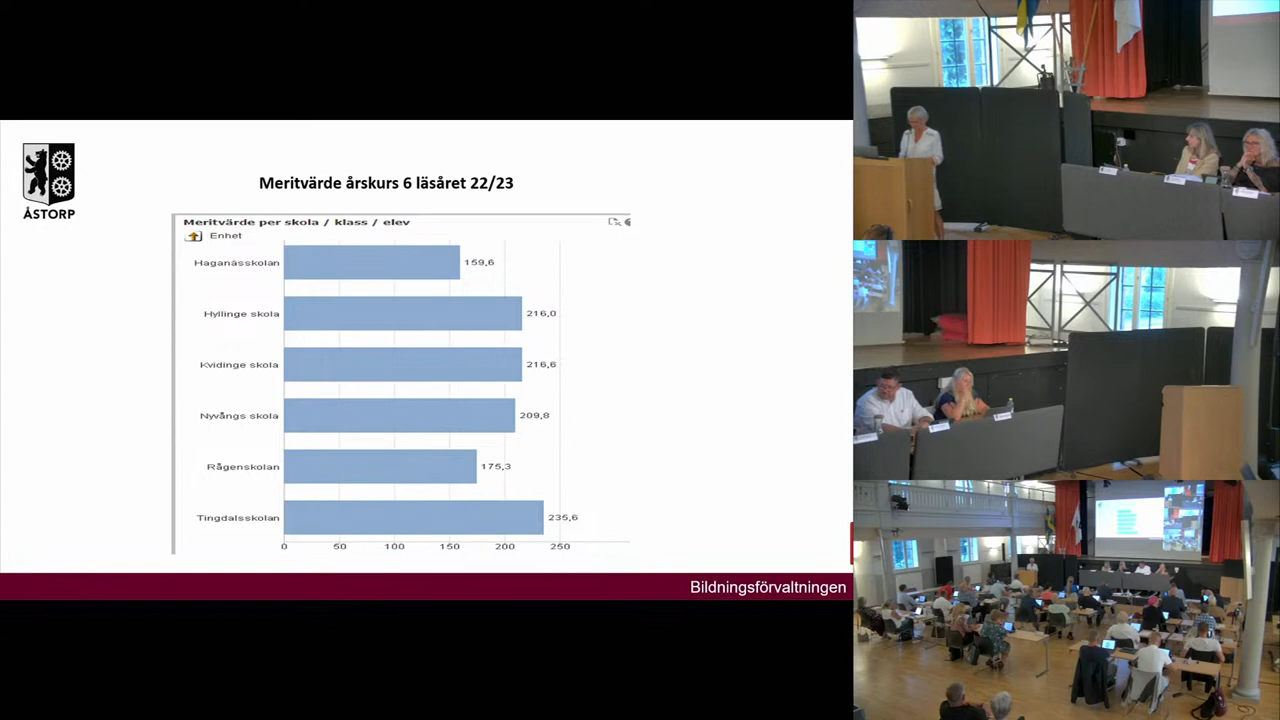 ÅSTORP
Meritvärde årskurs 6 läsåret 22/23
Meritvärde per skola / klass / elev
Enhet
Haganässkolan 159,6
Hyllinge skola 216,0
Kvidinge skola 216,6
Nyvångs skola 209,8
Rågenskolan 175,3
Tingdalsskolan 235,6
0 50 100 150 200 250
Bildningsförvaltningen